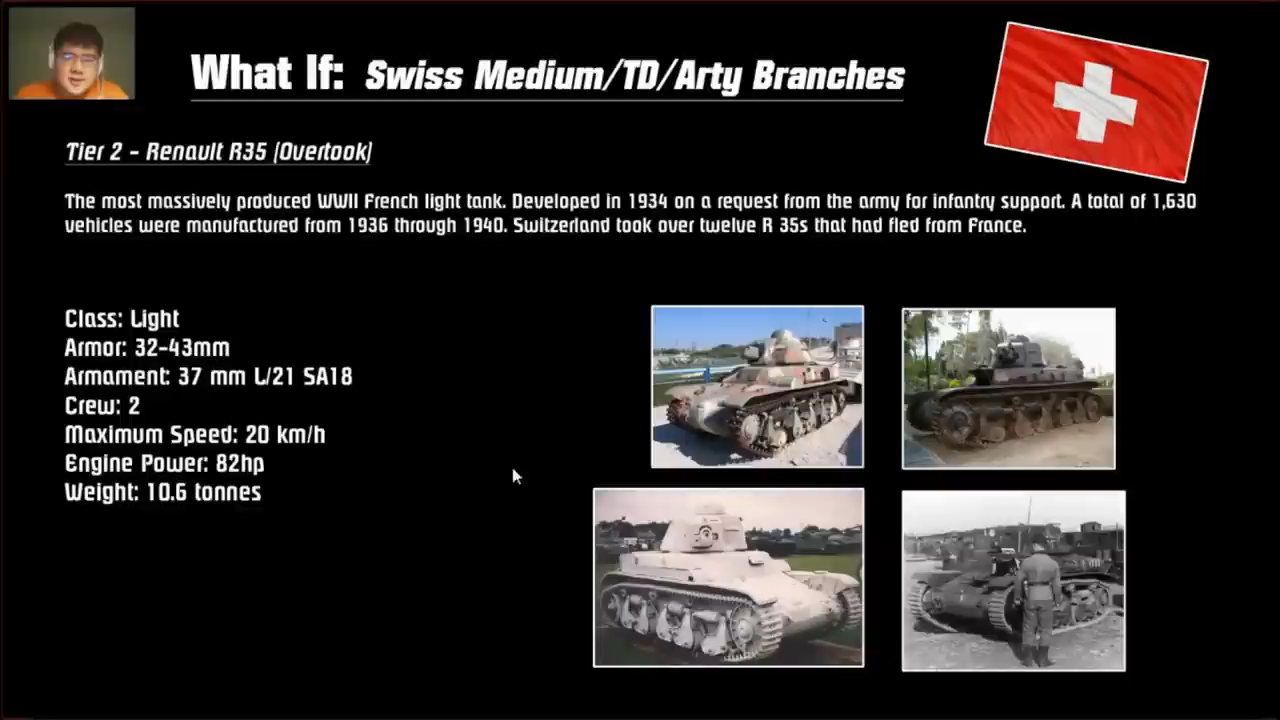 What If: Swiss Medium/TD/Arty Branches
Tier 2 - Renault R35 (Overtook)
The most massively produced WWII French light tank. Developed in 1934 on a request from the army for infantry support. A total of 1,630
vehicles were manufactured from 1936 through 1940. Switzerland took over twelve R 35s that had fled from France.
Class: Light
Armor: 32-43mm
Armament: 37 mm L/21 SA18
Crew: 2
Maximum Speed: 20 km/h
Engine Power: 82hp
Weight: 10.6 tonnes